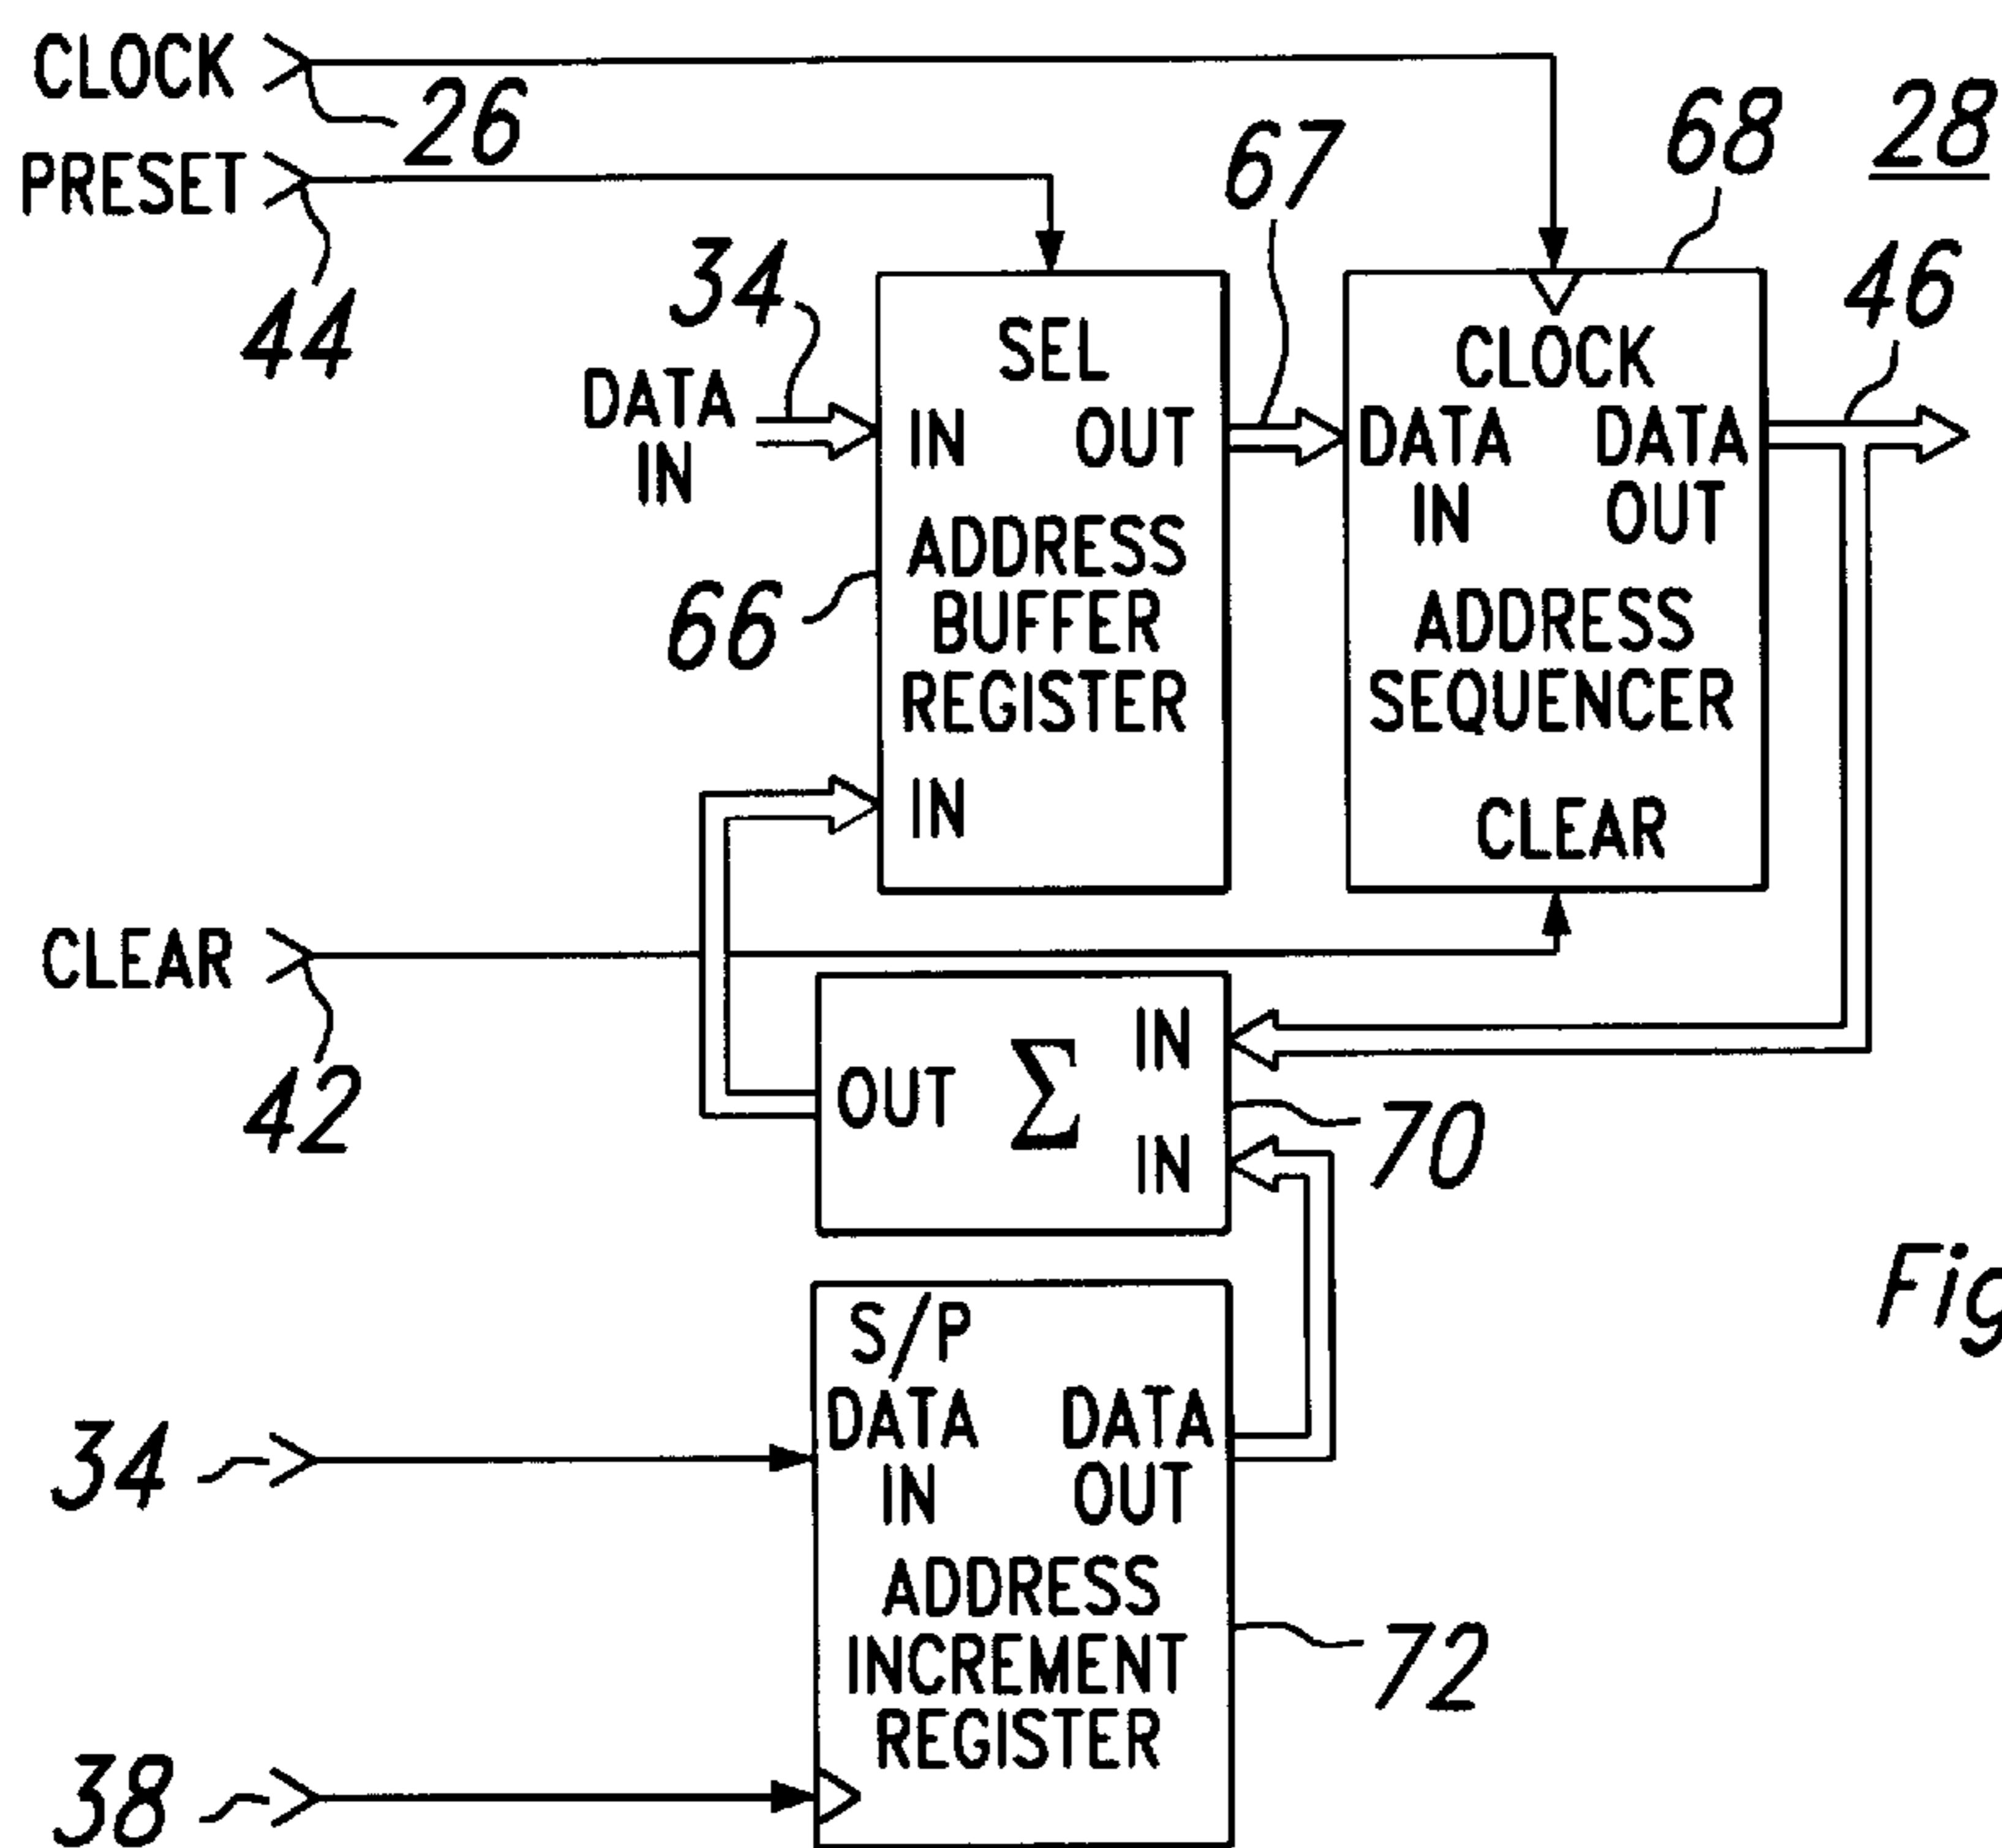 CLOCK
26
PRESET
44
67
68
28
46
34
DATA
IN
SEL
IN OUT
ADDRESS
BUFFER
REGISTER
IN
66
CLOCK
DATA DATA
IN OUT
ADDRESS
SEQUENCER
CLEAR
CLEAR
42
OUT Σ IN
IN
70
Fig
S/P
DATA DATA
IN OUT
ADDRESS
INCREMENT
REGISTER
34
72
38